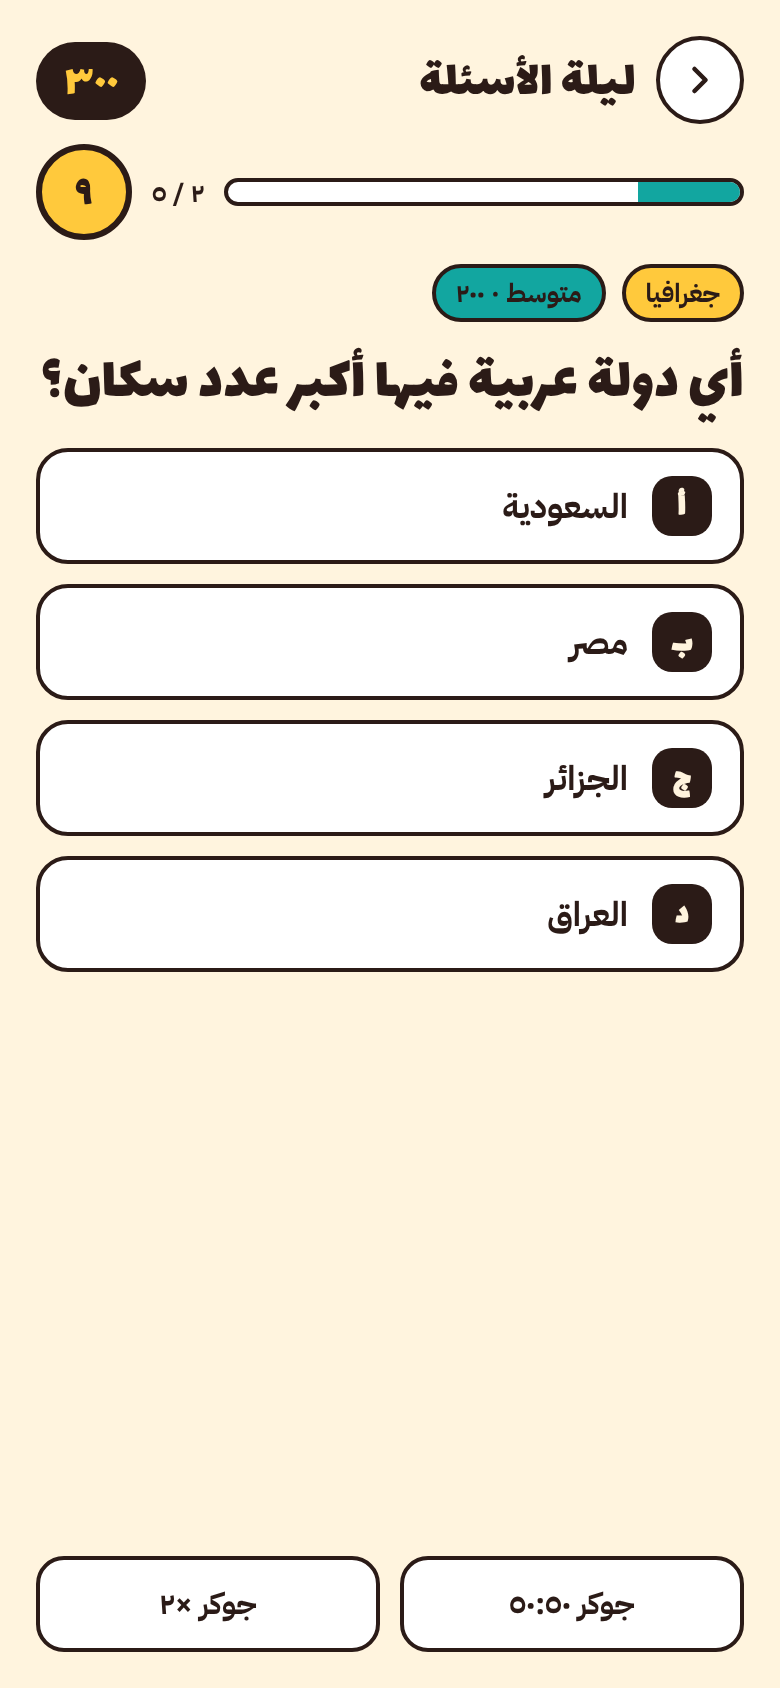 ليلة الأسئلة
٣٠٠
٢ / ٥
٩
جغرافيا
متوسط · ٢٠٠
أي دولة عربية فيها أكبر عدد سكان؟
أ
السعودية
ب
مصر
ج
الجزائر
د
العراق
جوكر ٥٠:٥٠
جوكر ×٢